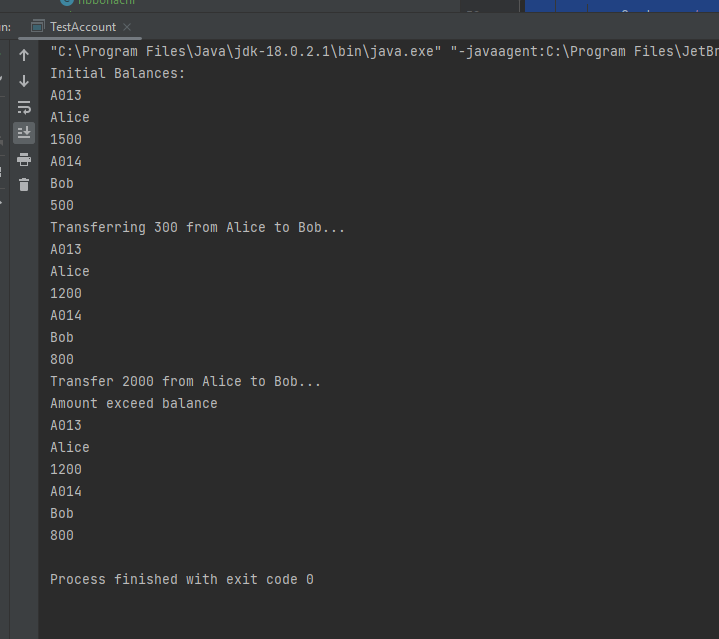 n:
TestAccount
"C:\Program Files\Java\jdk-18.0.2.1\bin\java.exe" "-javaagent:C:\Program Files\JetBr
Initial Balances:
A013
Alice
1500
A014
Bob
500
Transferring 300 from Alice to Bob...
A013
Alice
1200
A014
Bob
800
Transfer 2000 from Alice to Bob...
Amount exceed balance
A013
Alice
1200
A014
Bob
800
Process finished with exit code 0